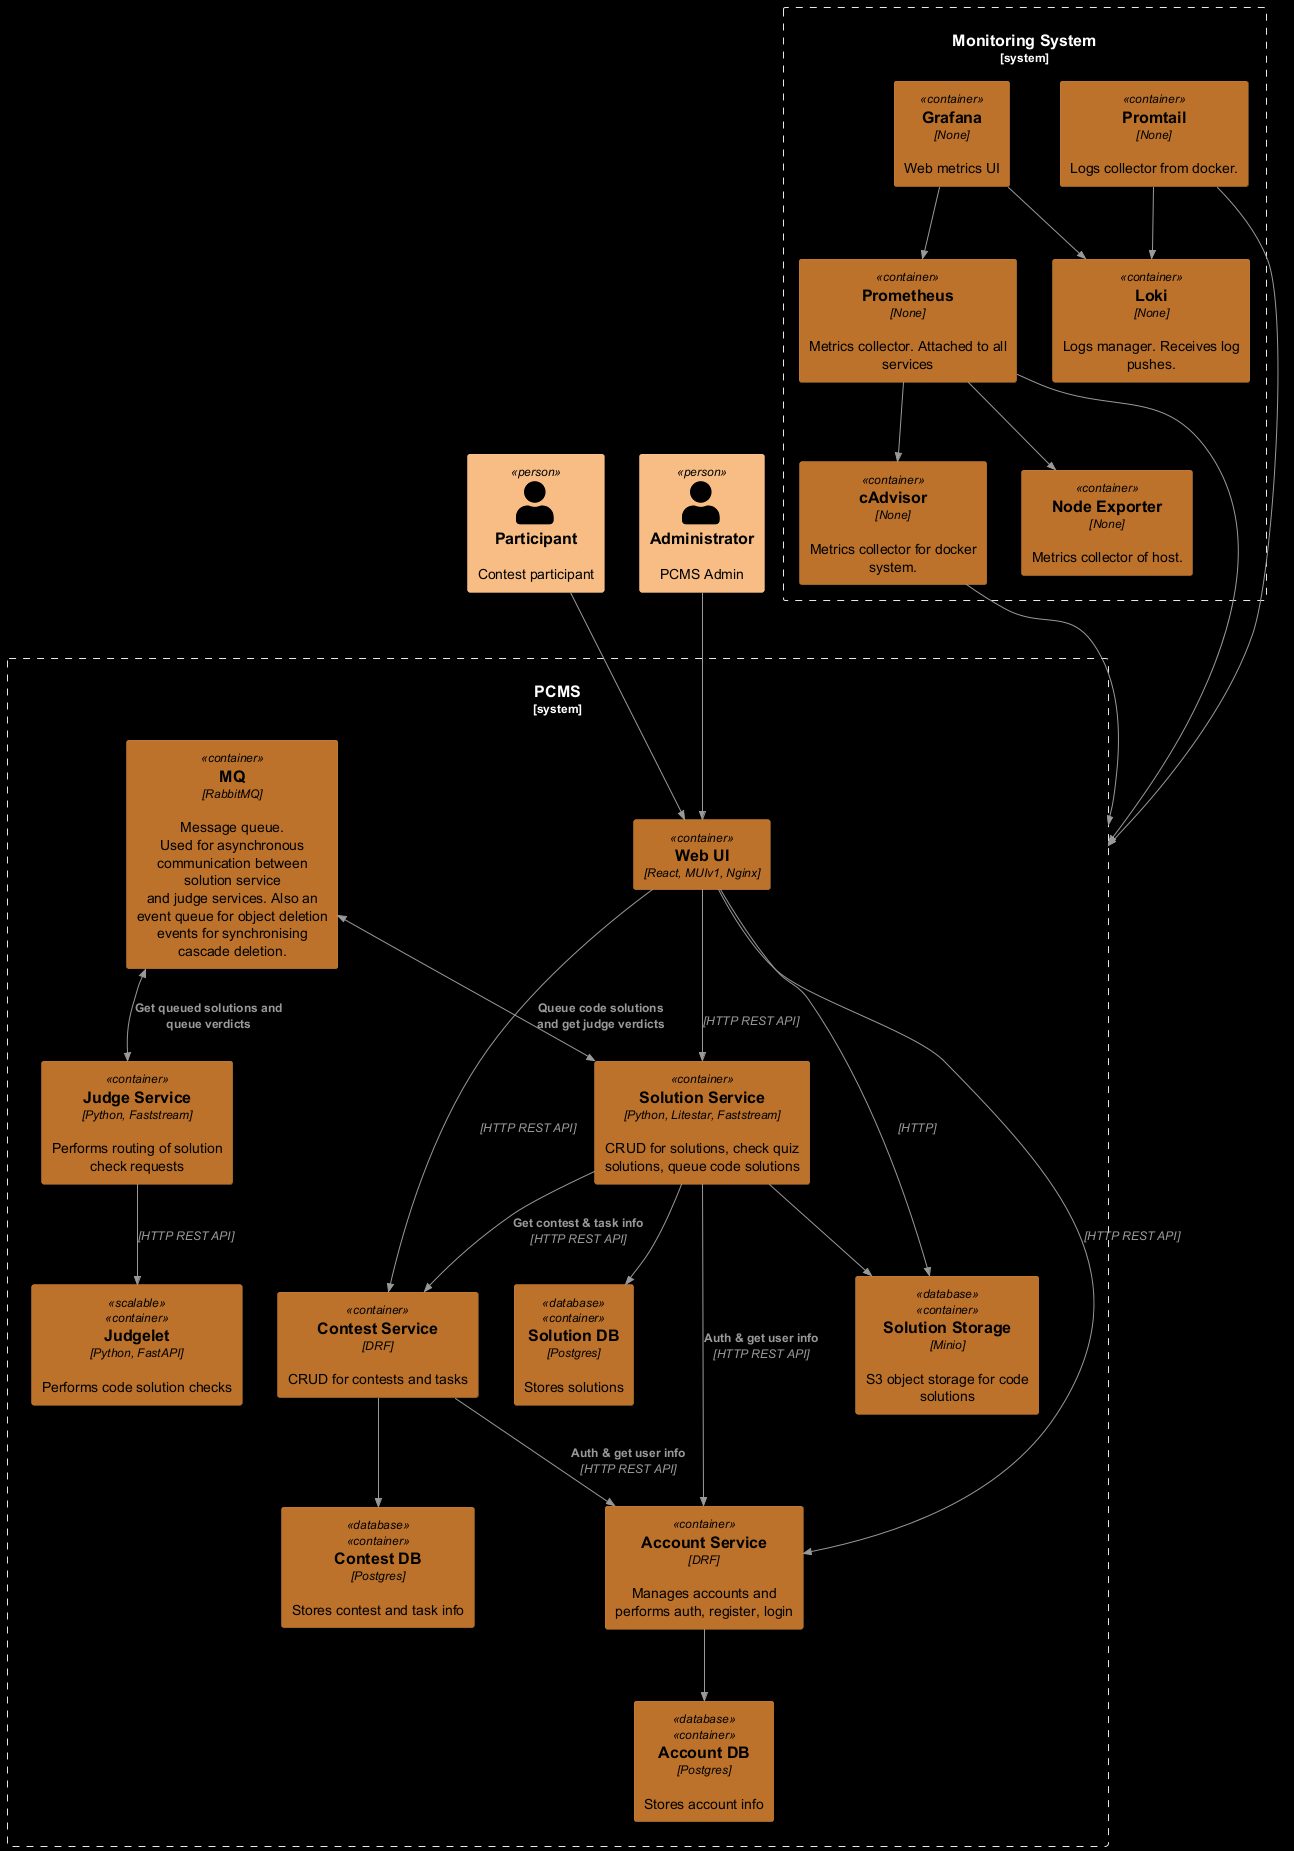 Monitoring System
[system]
«container»
Grafana
[None]
Web metrics UI
«container»
Promtail
[None]
Logs collector from docker.
«container»
Prometheus
[None]
Metrics collector. Attached to all
services
«container»
Loki
[None]
Logs manager. Receives log
pushes.
«person»
Participant
Contest participant
«person»
Administrator
PCMS Admin
«container»
cAdvisor
[None]
Metrics collector for docker
system.
«container»
Node Exporter
[None]
Metrics collector of host.
PCMS
[system]
«container»
MQ
[RabbitMQ]
Message queue.
Used for asynchronous
communication between
solution service
and judge services. Also an
event queue for object deletion
events for synchronising
cascade deletion.
«container»
Web UI
[React, MUIv1, Nginx]
Get queued solutions and
queue verdicts
Queue code solutions
and get judge verdicts
[HTTP REST API]
«container»
Judge Service
[Python, Faststream]
Performs routing of solution
check requests
[HTTP REST API]
«container»
Solution Service
[Python, Litestar, Faststream]
CRUD for solutions, check quiz
solutions, queue code solutions
[HTTP]
[HTTP REST API]
Get contest & task info
[HTTP REST API]
[HTTP REST API]
«scalable»
«container»
Judgelet
[Python, FastAPI]
Performs code solution checks
«container»
Contest Service
[DRF]
CRUD for contests and tasks
«database»
«container»
Solution DB
[Postgres]
Stores solutions
Auth & get user info
[HTTP REST API]
«database»
«container»
Solution Storage
[Minio]
S3 object storage for code
solutions
Auth & get user info
[HTTP REST API]
«database»
«container»
Contest DB
[Postgres]
Stores contest and task info
«container»
Account Service
[DRF]
Manages accounts and
performs auth, register, login
«database»
«container»
Account DB
[Postgres]
Stores account info